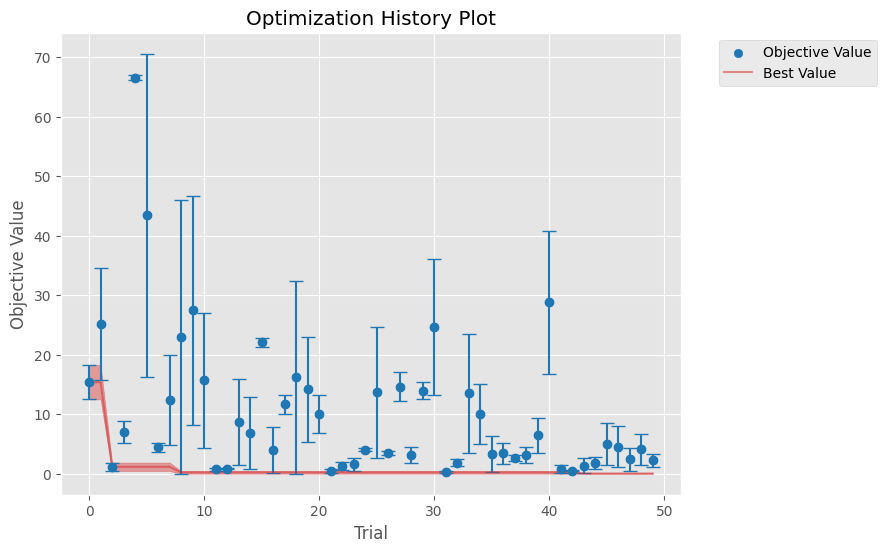 Optimization History Plot
Objective Value
Best Value
Objective Value
70
60
50
40
30
20
10
0
0 10 20 30 40 50
Trial